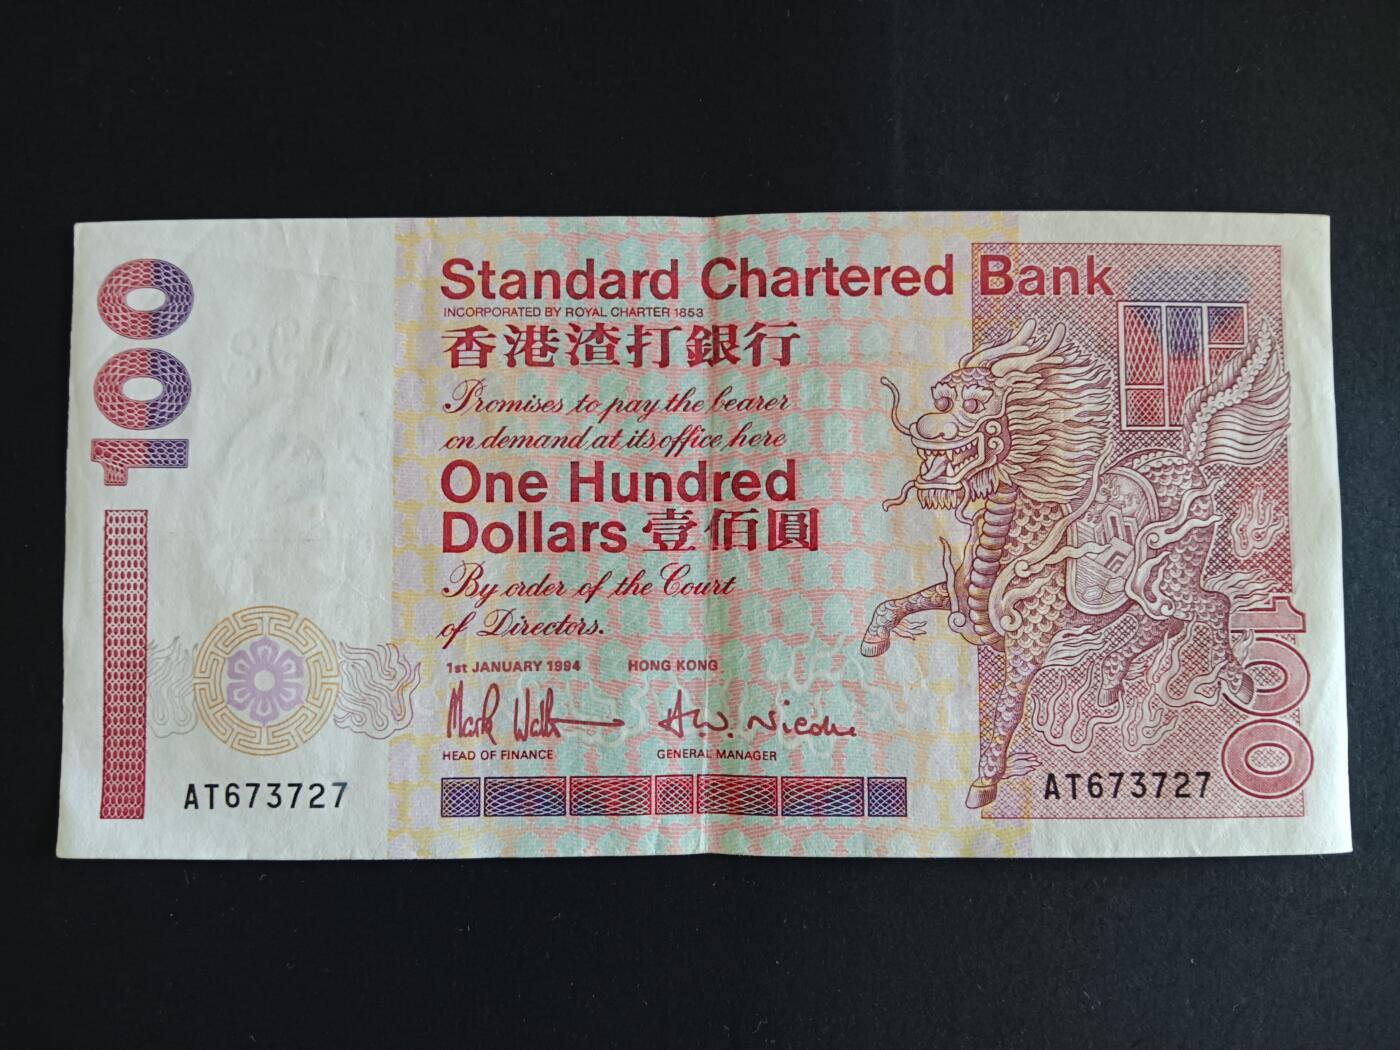 100
Standard Chartered Bank
INCORPORATED BY ROYAL CHARTER 1853
香港渣打銀行
Promises to pay the bearer
on demand at its office here
One Hundred
Dollars 壹佰圓
By order of the Court
of Directors.
1st JANUARY 1994 HONG KONG
HEAD OF FINANCE GENERAL MANAGER
AT673727 AT673727
100